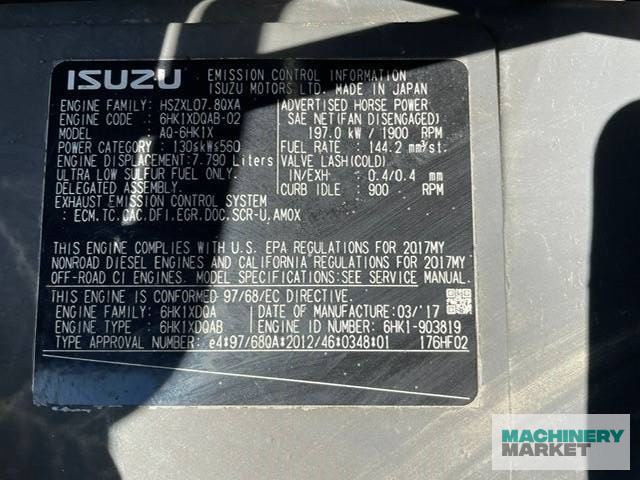 ISUZU EMISSION CONTROL INFORMATION
ISUZU MOTORS LTD. MADE IN JAPAN
ENGINE FAMILY: HSZXL07.8QXA
ENGINE CODE : 6HK1XDQAB-02
MODEL : AQ-6HK1X
POWER CATEGORY : 130≤kW≤560
ENGINE DISPLACEMENT:7.790 Liters
ULTRA LOW SULFUR FUEL ONLY.
DELEGATED ASSEMBLY.
EXHAUST EMISSION CONTROL SYSTEM
: ECM,TC,CAC,DFI,EGR,DOC,SCR-U,AMOX
ADVERTISED HORSE POWER
SAE NET(FAN DISENGAGED)
197.0 kW / 1900 RPM
FUEL RATE : 144.2 mm³/st.
VALVE LASH(COLD)
IN/EXH : 0.4/0.4 mm
CURB IDLE : 900 RPM
THIS ENGINE COMPLIES WITH U.S. EPA REGULATIONS FOR 2017MY
NONROAD DIESEL ENGINES AND CALIFORNIA REGULATIONS FOR 2017MY
OFF-ROAD CI ENGINES. MODEL SPECIFICATIONS:SEE SERVICE MANUAL.
THIS ENGINE IS CONFORMED 97/68/EC DIRECTIVE.
ENGINE FAMILY : 6HK1XDQA DATE OF MANUFACTURE:03/'17
ENGINE TYPE : 6HK1XDQAB ENGINE ID NUMBER: 6HK1-903819
TYPE APPROVAL NUMBER: e4*97/68QA*2012/46*0348*01 176HF02
MACHINERY
MARKET